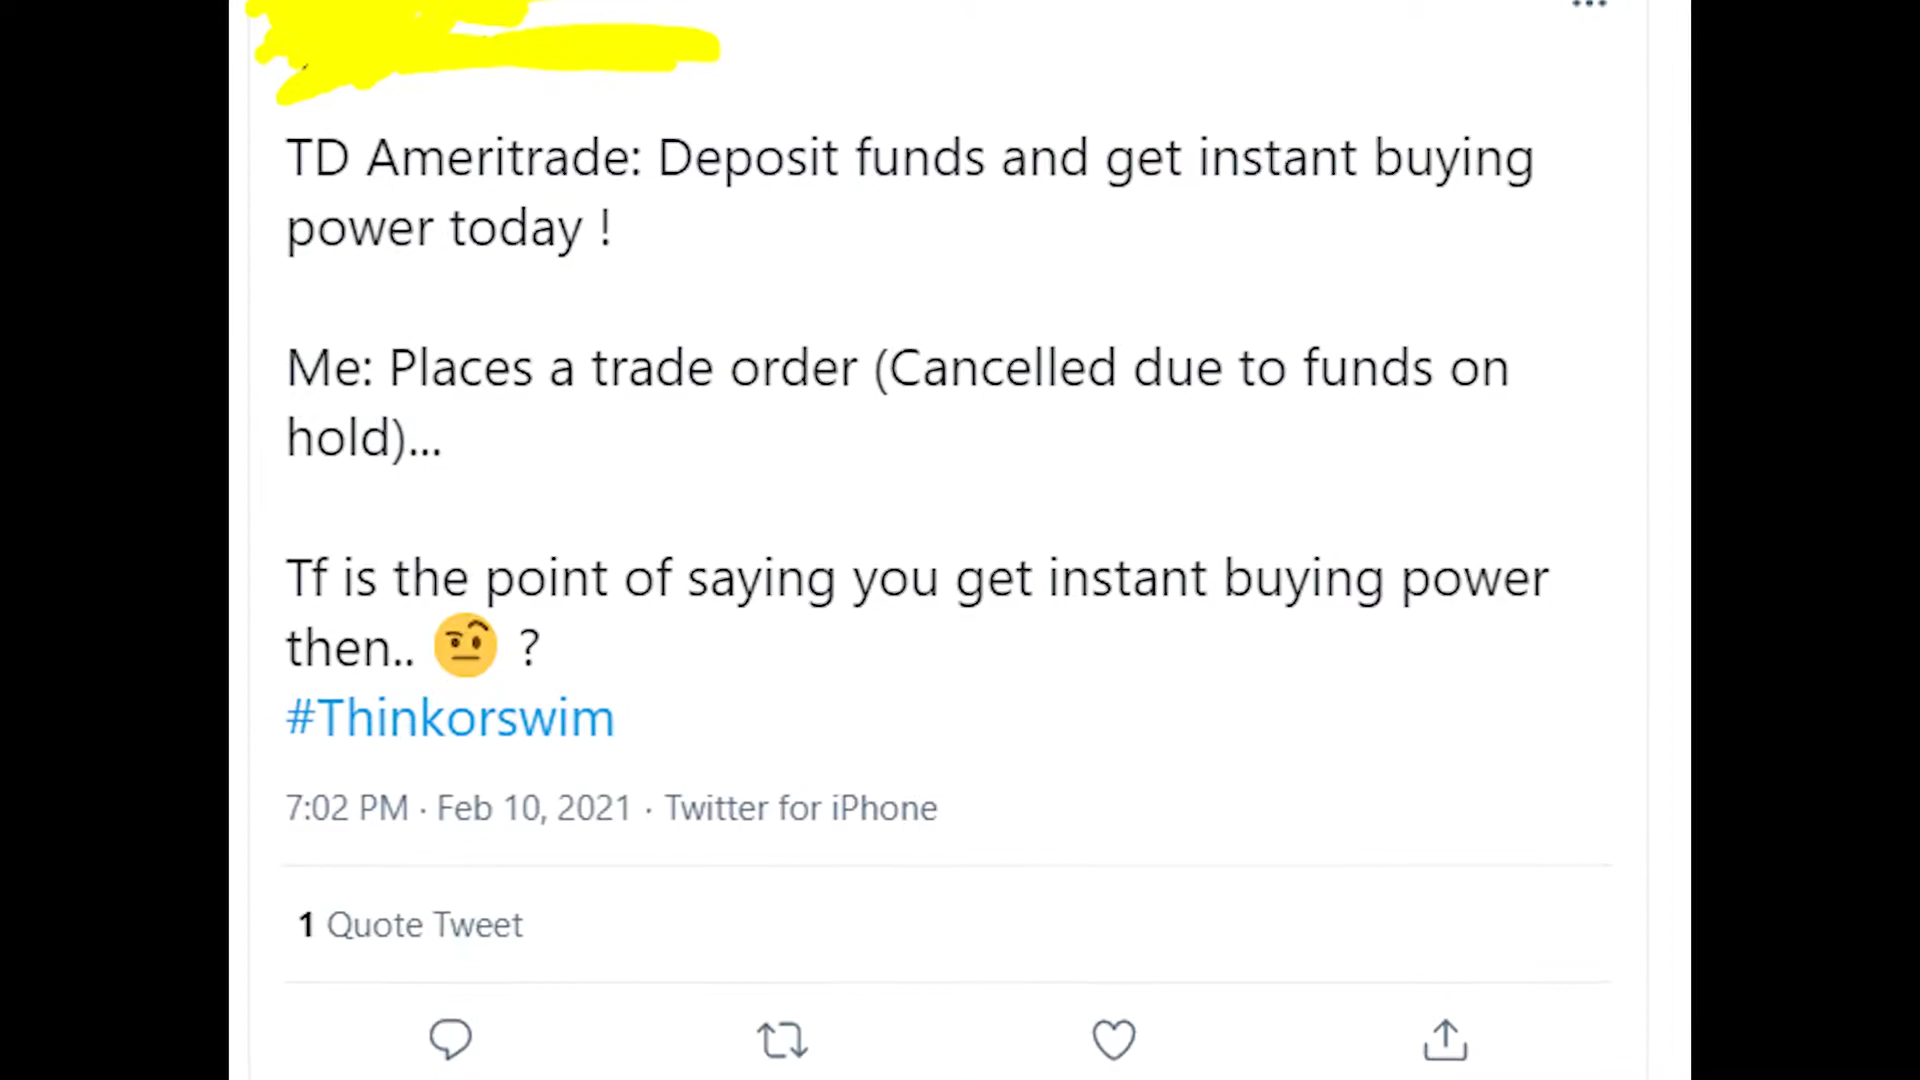 TD Ameritrade: Deposit funds and get instant buying
power today !
Me: Places a trade order (Cancelled due to funds on
hold)...
Tf is the point of saying you get instant buying power
then.. 🤨 ?
#Thinkorswim
7:02 PM · Feb 10, 2021 · Twitter for iPhone
1 Quote Tweet